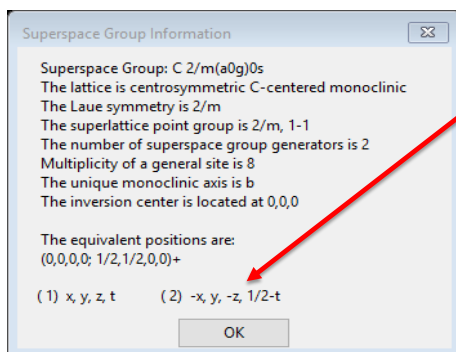 Superspace Group Information
Superspace Group: C 2/m(a0g)0s
The lattice is centrosymmetric C-centered monoclinic
The Laue symmetry is 2/m
The superlattice point group is 2/m, 1-1
The number of superspace group generators is 2
Multiplicity of a general site is 8
The unique monoclinic axis is b
The inversion center is located at 0,0,0
The equivalent positions are:
(0,0,0,0; 1/2,1/2,0,0)+
( 1) x, y, z, t ( 2) -x, y, -z, 1/2-t
OK